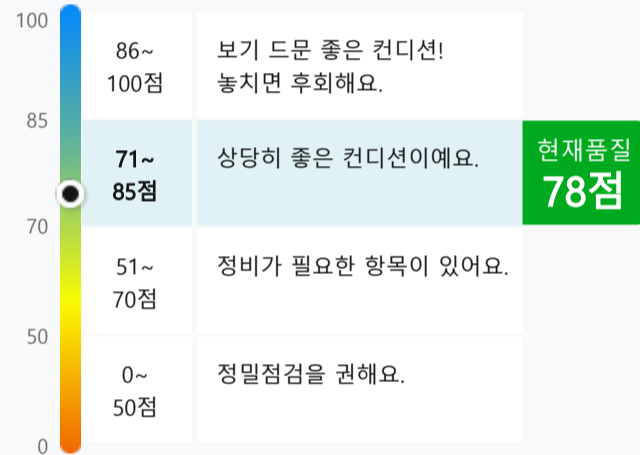 100
86~
100점
보기 드문 좋은 컨디션!
놓치면 후회해요.
85
71~
85점
상당히 좋은 컨디션이예요.
현재품질
78점
70
51~
70점
정비가 필요한 항목이 있어요.
50
0~
50점
정밀점검을 권해요.
0